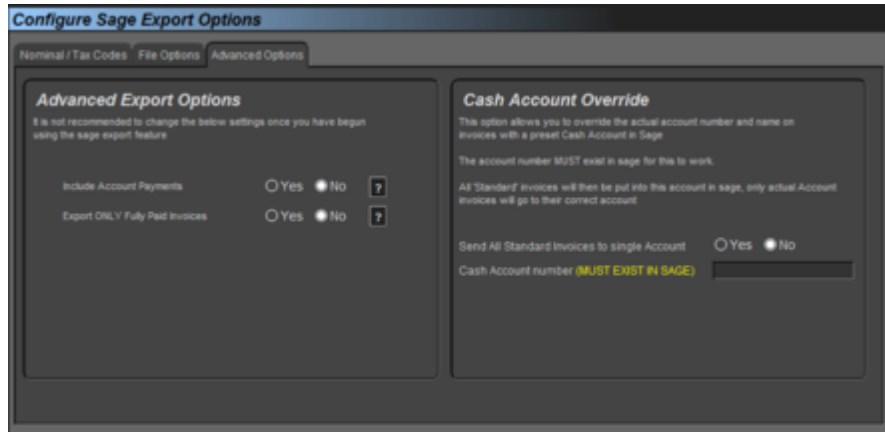 Configure Sage Export Options
Nominal / Tax Codes File Options Advanced Options
Advanced Export Options
It is not recommended to change the below settings once you have begun
using the sage export feature
Include Account Payments Yes No ?
Export ONLY Fully Paid Invoices Yes No ?
Cash Account Override
This option allows you to override the actual account number and name on
invoices with a preset Cash Account in Sage
The account number MUST exist in sage for this to work.
All 'Standard' invoices will then be put into this account in sage, only actual Account
invoices will go to their correct account
Send All Standard Invoices to single Account Yes No
Cash Account number (MUST EXIST IN SAGE)